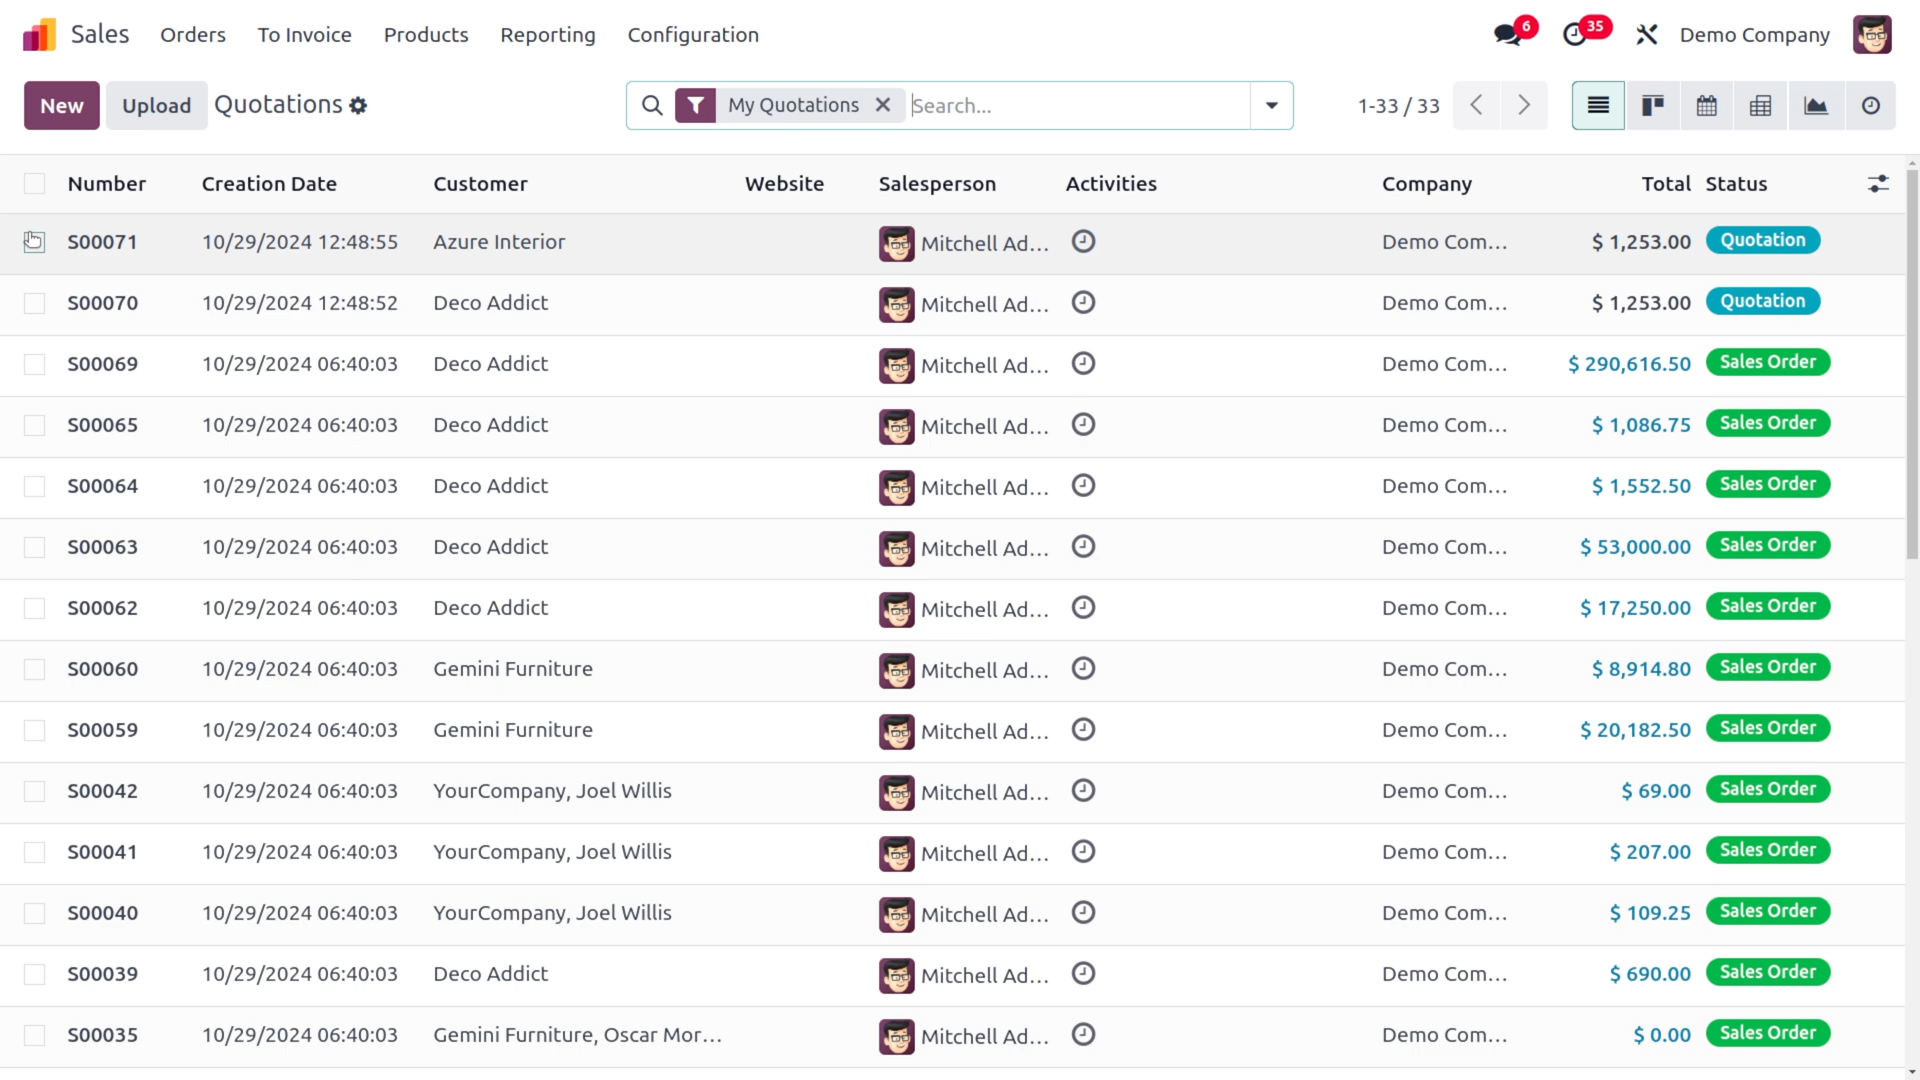 Sales Orders To Invoice Products Reporting Configuration 6 35 Demo Company
New Upload Quotations My Quotations Search... 1-33 / 33
Number Creation Date Customer Website Salesperson Activities Company Total Status
S00071 10/29/2024 12:48:55 Azure Interior Mitchell Ad... Demo Com... $ 1,253.00 Quotation
S00070 10/29/2024 12:48:52 Deco Addict Mitchell Ad... Demo Com... $ 1,253.00 Quotation
S00069 10/29/2024 06:40:03 Deco Addict Mitchell Ad... Demo Com... $ 290,616.50 Sales Order
S00065 10/29/2024 06:40:03 Deco Addict Mitchell Ad... Demo Com... $ 1,086.75 Sales Order
S00064 10/29/2024 06:40:03 Deco Addict Mitchell Ad... Demo Com... $ 1,552.50 Sales Order
S00063 10/29/2024 06:40:03 Deco Addict Mitchell Ad... Demo Com... $ 53,000.00 Sales Order
S00062 10/29/2024 06:40:03 Deco Addict Mitchell Ad... Demo Com... $ 17,250.00 Sales Order
S00060 10/29/2024 06:40:03 Gemini Furniture Mitchell Ad... Demo Com... $ 8,914.80 Sales Order
S00059 10/29/2024 06:40:03 Gemini Furniture Mitchell Ad... Demo Com... $ 20,182.50 Sales Order
S00042 10/29/2024 06:40:03 YourCompany, Joel Willis Mitchell Ad... Demo Com... $ 69.00 Sales Order
S00041 10/29/2024 06:40:03 YourCompany, Joel Willis Mitchell Ad... Demo Com... $ 207.00 Sales Order
S00040 10/29/2024 06:40:03 YourCompany, Joel Willis Mitchell Ad... Demo Com... $ 109.25 Sales Order
S00039 10/29/2024 06:40:03 Deco Addict Mitchell Ad... Demo Com... $ 690.00 Sales Order
S00035 10/29/2024 06:40:03 Gemini Furniture, Oscar Mor... Mitchell Ad... Demo Com... $ 0.00 Sales Order